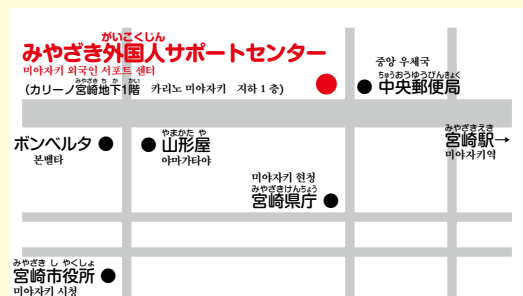 がいこくじん
みやざき外国人サポートセンター
미야자키 외국인 서포트 센터
みやざき ち か かい
(カリーノ宮崎地下1階 카리노 미야자키 지하 1 층)
중앙 우체국
ちゅうおうゆうびんきょく
中央郵便局
ボンベルタ
본벨타
やまかた や
山形屋
야마가타야
みやざきえき
宮崎駅→
미야자키역
미야자키 현청
みやざきけんちょう
宮崎県庁
みやざき し やくしょ
宮崎市役所
미야자키 시청